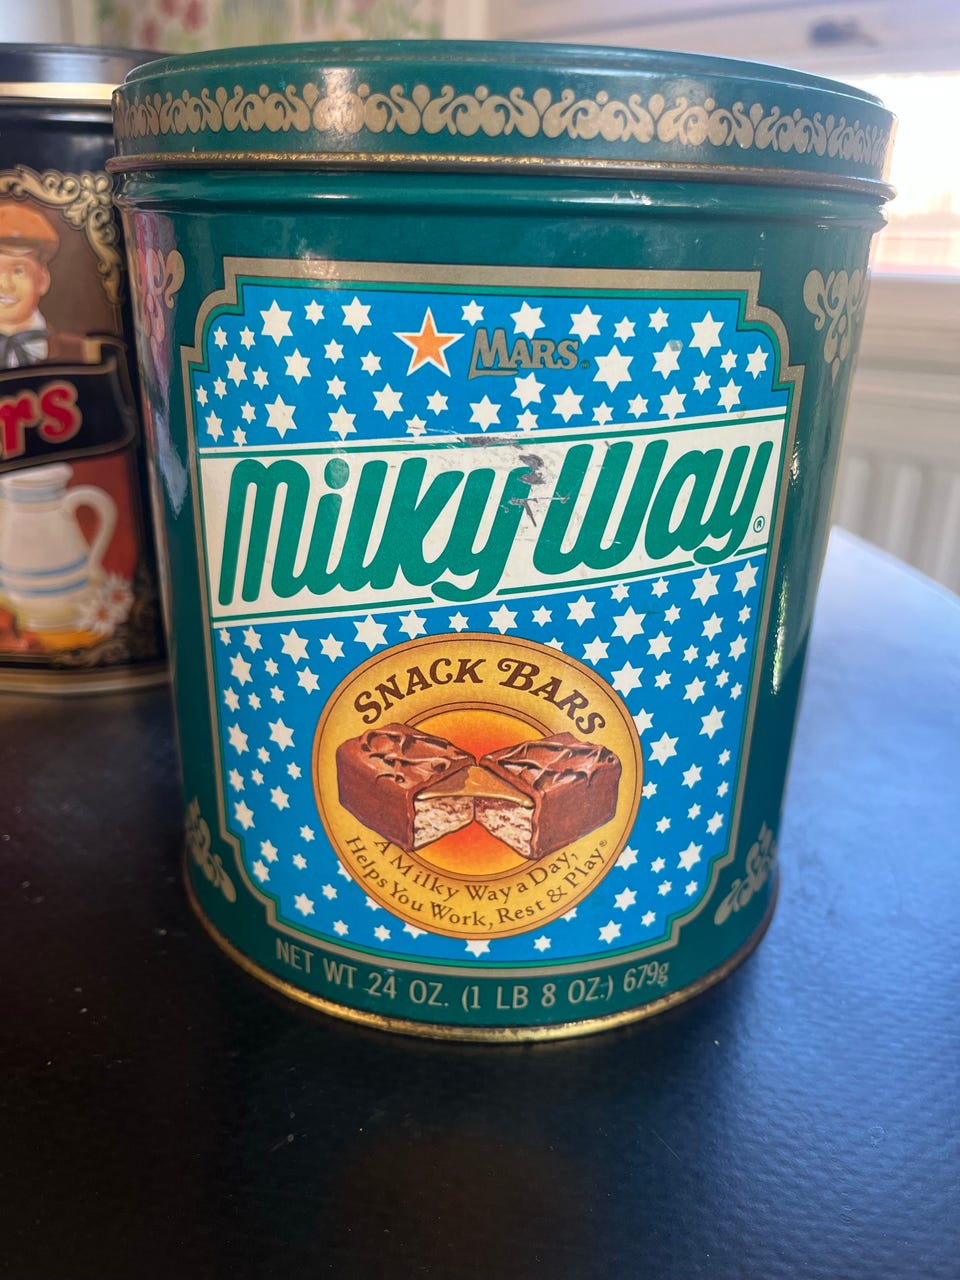 MARS®
Milky Way®
SNACK BARS
A Milky Way a Day,
Helps You Work, Rest & Play®
NET WT 24 OZ. (1 LB 8 OZ.) 679g
rs